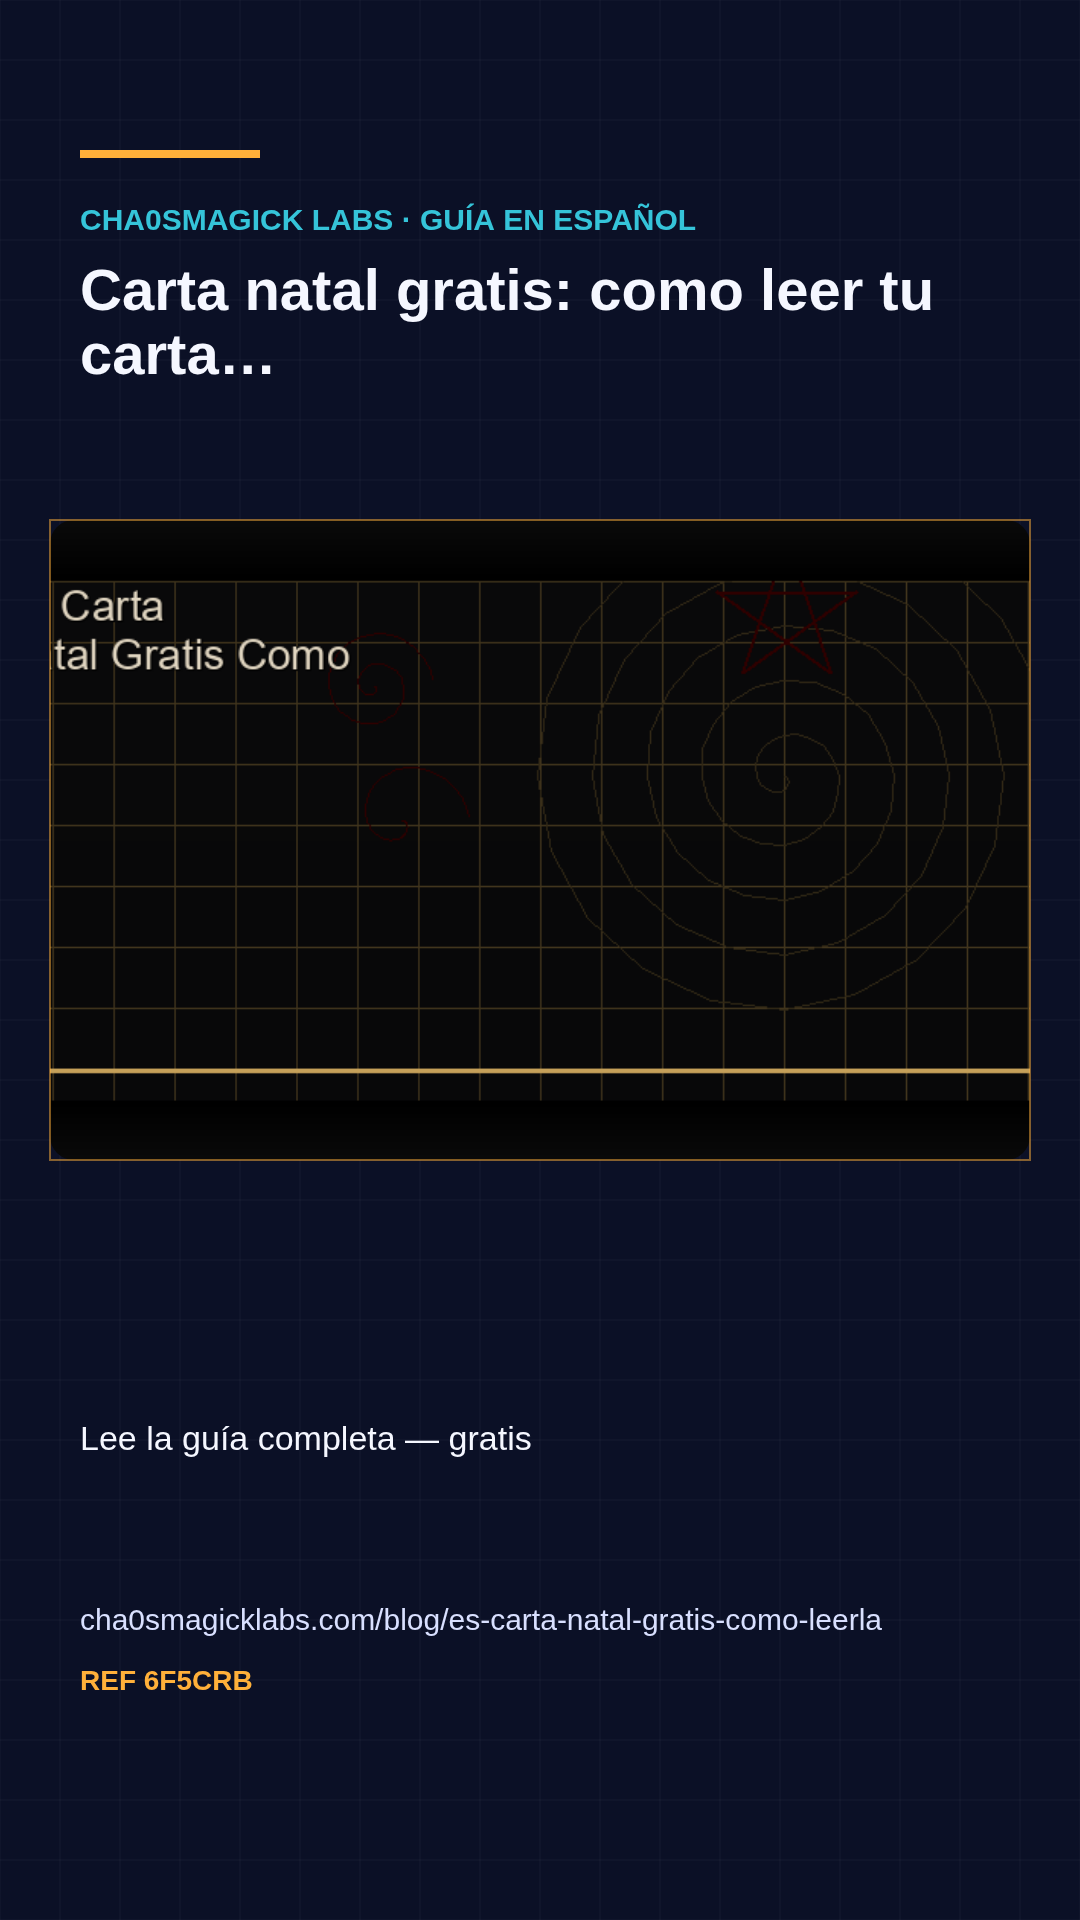 CHA0SMAGICK LABS · GUÍA EN ESPAÑOL
Carta natal gratis: como leer tu
carta…
Carta
tal Gratis Como
Lee la guía completa — gratis
cha0smagicklabs.com/blog/es-carta-natal-gratis-como-leerla
REF 6F5CRB